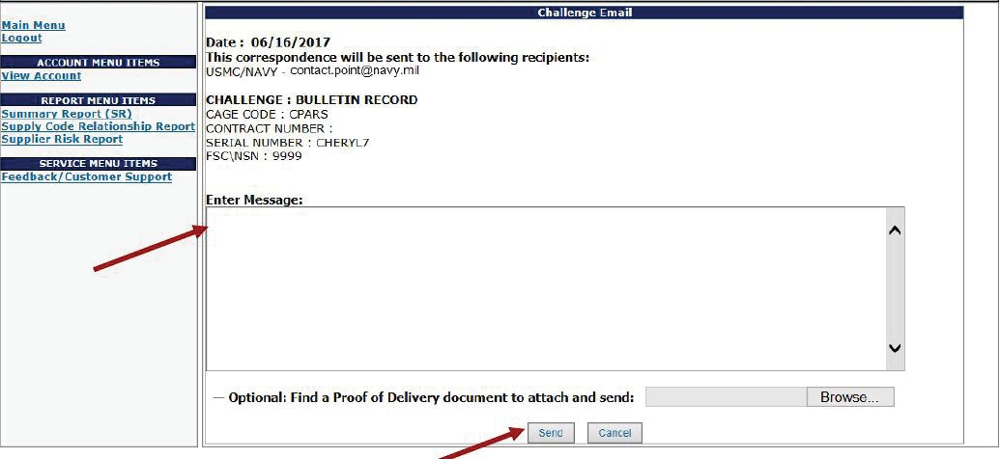 Main Menu
Logout
ACCOUNT MENU ITEMS
View Account
REPORT MENU ITEMS
Summary Report (SR)
Supply Code Relationship Report
Supplier Risk Report
SERVICE MENU ITEMS
Feedback/Customer Support
Challenge Email
Date : 06/16/2017
This correspondence will be sent to the following recipients:
USMC/NAVY - contact.point@navy.mil
CHALLENGE : BULLETIN RECORD
CAGE CODE : CPARS
CONTRACT NUMBER :
SERIAL NUMBER : CHERYL7
FSC\NSN : 9999
Enter Message:
— Optional: Find a Proof of Delivery document to attach and send: Browse...
Send Cancel